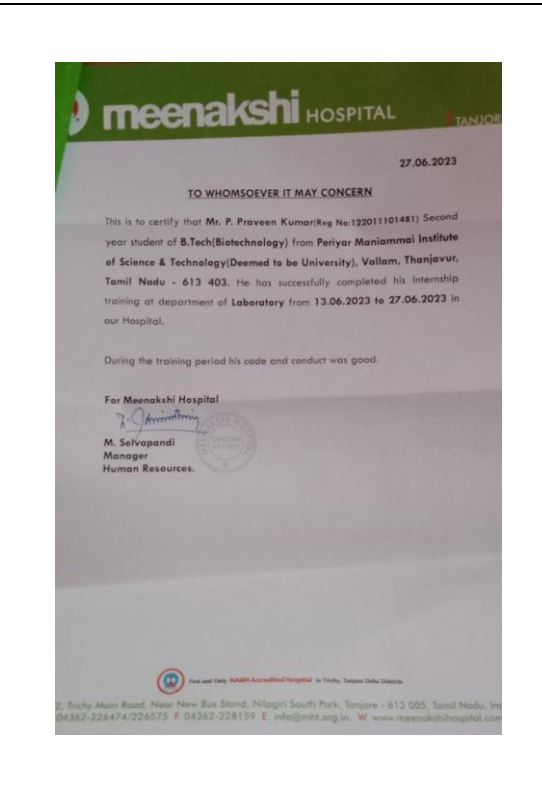 meenakshi HOSPITAL
TANJOR
27.06.2023
TO WHOMSOEVER IT MAY CONCERN
This is to certify that Mr. P. Praveen Kumar(Reg No:122011101481) Second
year student of B.Tech(Biotechnology) from Periyar Maniammai Institute
of Science & Technology(Deemed to be University), Vallam, Thanjavur,
Tamil Nadu - 613 403. He has successfully completed his Internship
training at department of Laboratory from 13.06.2023 to 27.06.2023 in
our Hospital.
During the training period his code and conduct was good.
For Meenakshi Hospital
M. Selvapandi
Manager
Human Resources.
First and Only NABH Accredited Hospital in Trichy, Tanjore Delta Districts.
2, Trichy Main Road, Near New Bus Stand, Nilagiri South Park, Tanjore - 613 005, Tamil Nadu, Ind
04362-226474/226575 F. 04362-228159 E. info@mht.org.in. W. www.meenakshihospital.com